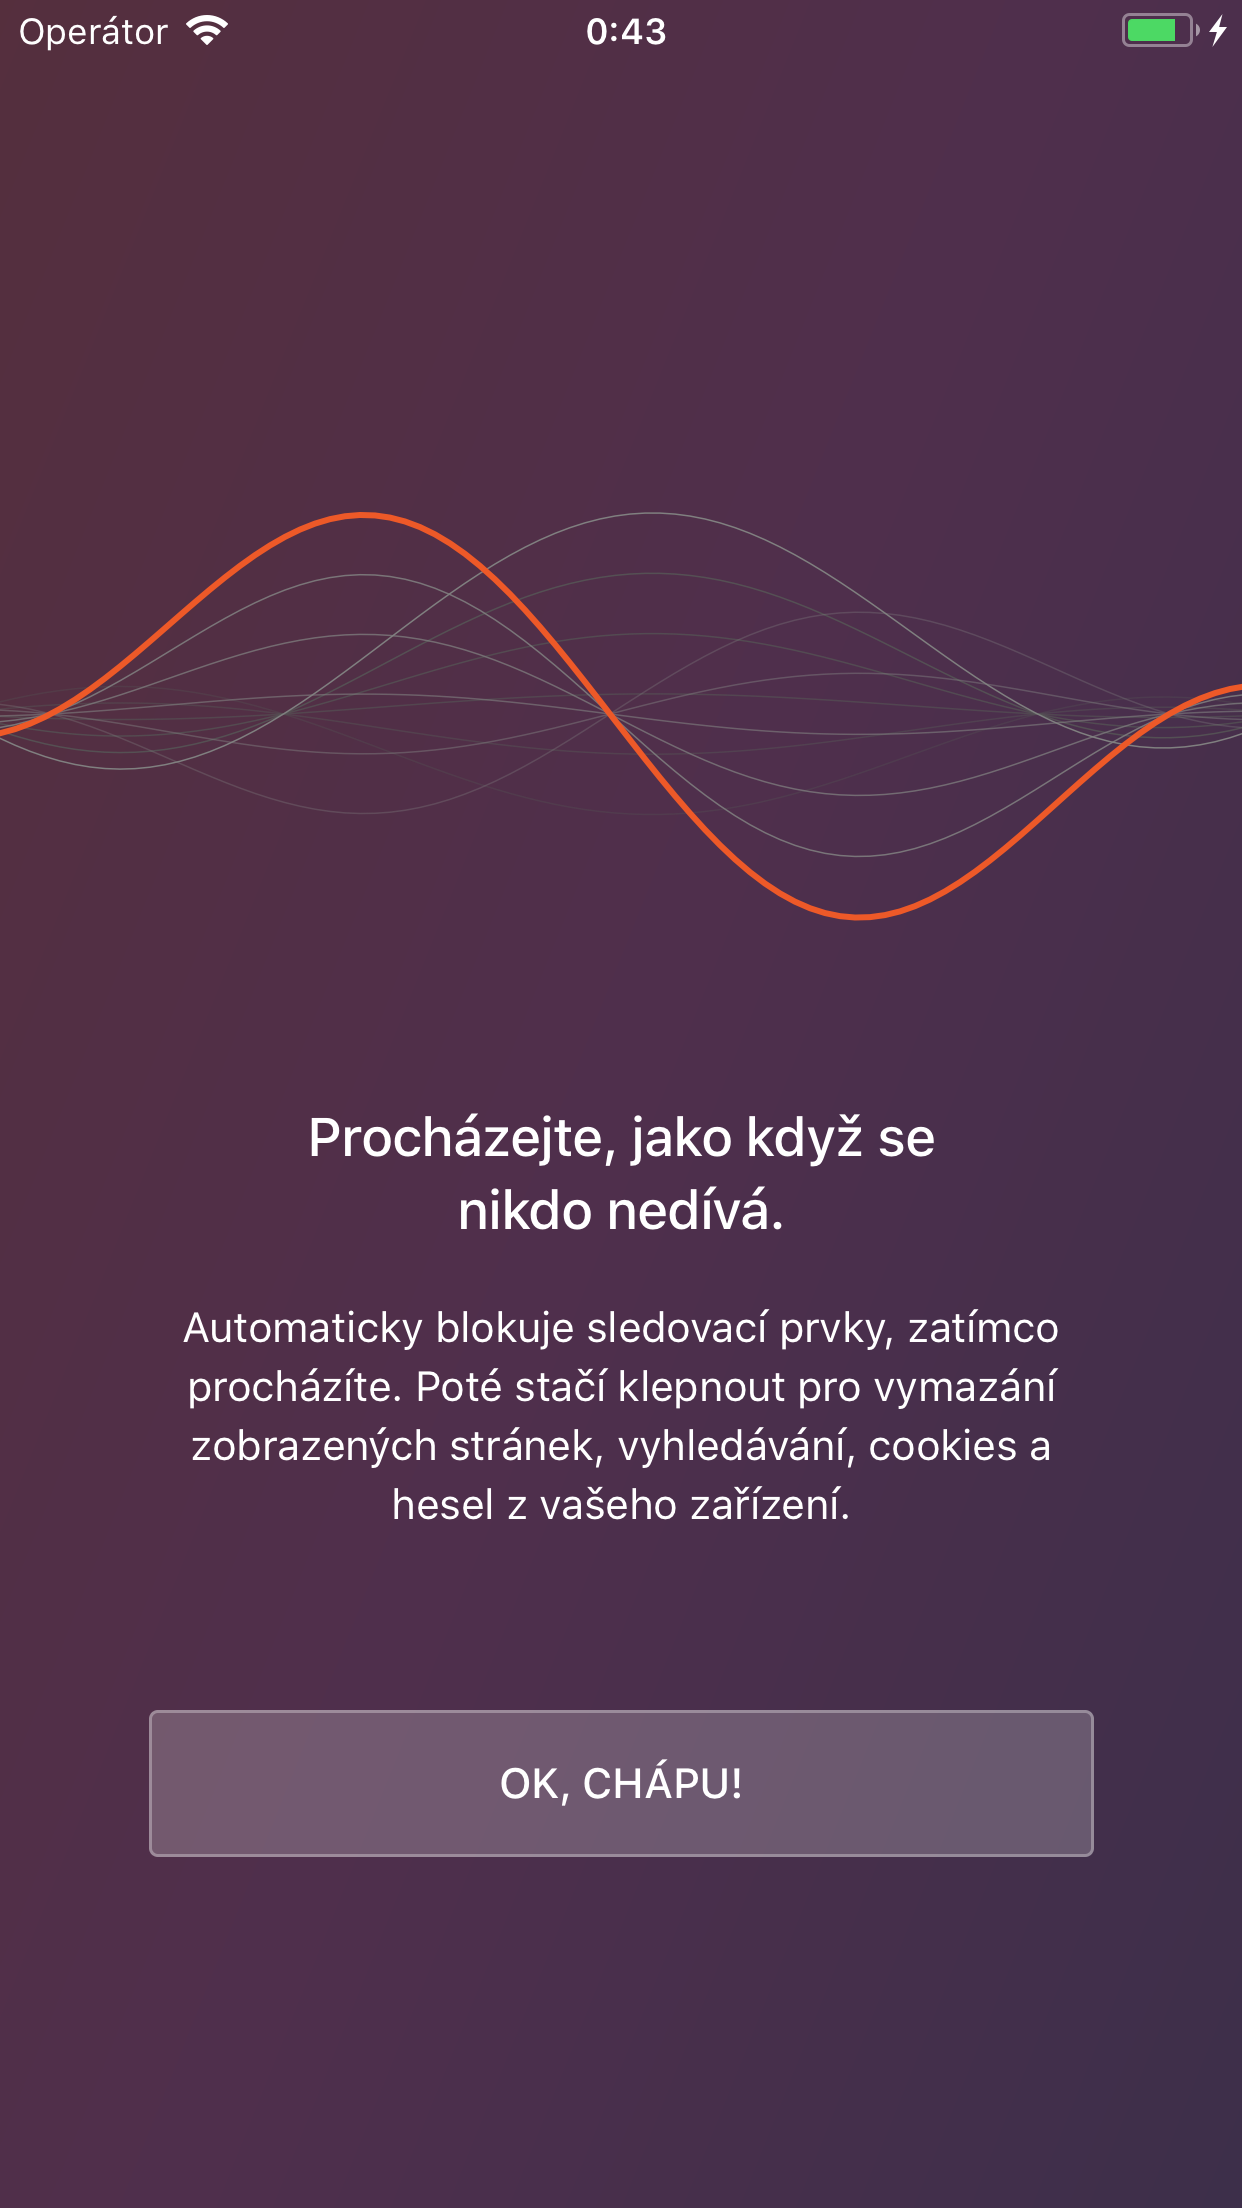 Operátor
0:43
Procházejte, jako když se
nikdo nedívá.
Automaticky blokuje sledovací prvky, zatímco
procházíte. Poté stačí klepnout pro vymazání
zobrazených stránek, vyhledávání, cookies a
hesel z vašeho zařízení.
OK, CHÁPU!